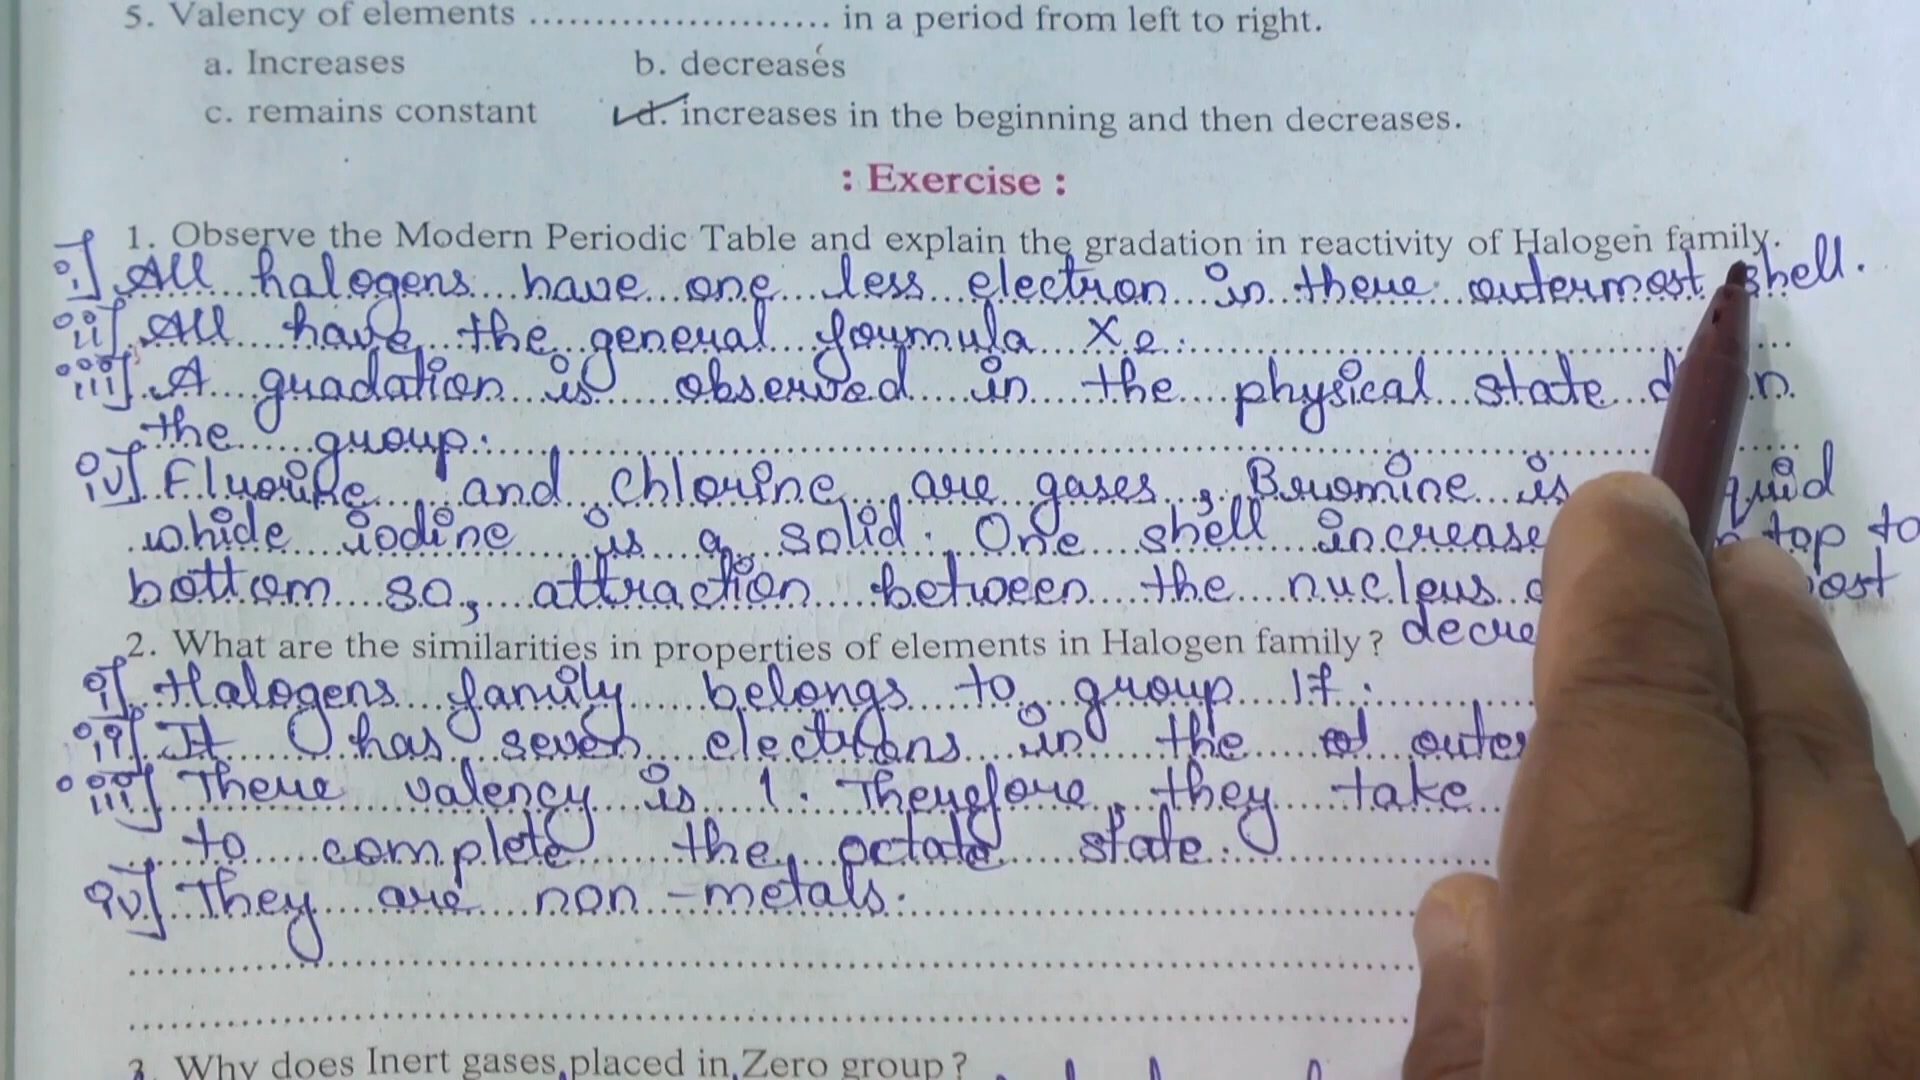 5. Valency of elements .............................. in a period from left to right.
a. Increases b. decreases
c. remains constant d. increases in the beginning and then decreases.
: Exercise :
1. Observe the Modern Periodic Table and explain the gradation in reactivity of Halogen family.
i] All halogens have one less electron in there outermost shell.
ii] All have the general formula X2.
iii] A gradation is observed in the physical state
the group.
iv] Fluorine and chlorine are gases, Bromine is
whide iodine is a solid. One shell increase top to
bottom so, attraction between the nucleus
2. What are the similarities in properties of elements in Halogen family?
i] Halogens family belongs to group 17.
ii] It has seven electrons in the
iii] There valency is 1. Therefore, they take
to complete the octate state.
iv] They are non-metals.
3. Why does Inert gases placed in Zero group?